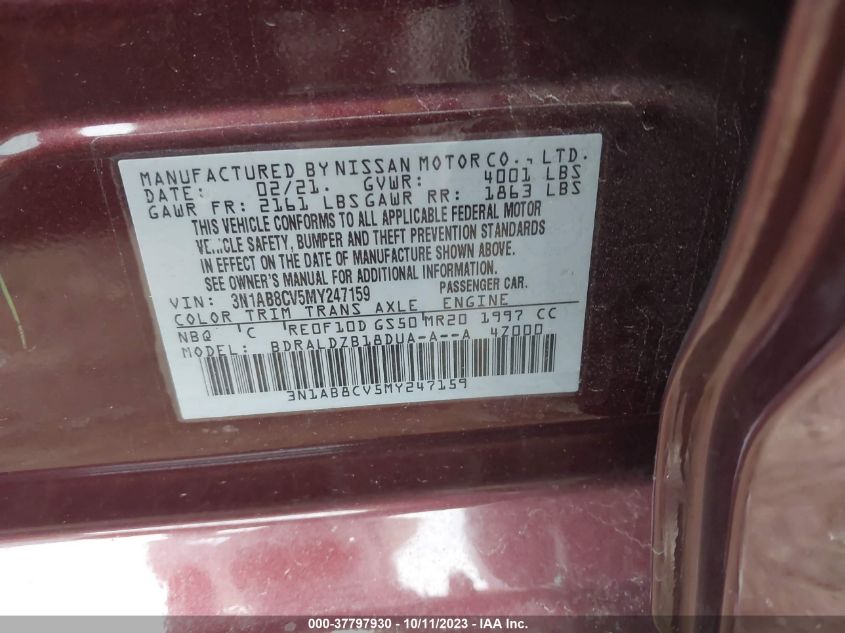 MANUFACTURED BY NISSAN MOTOR CO., LTD.
DATE: 02/21. GVWR: 4001 LBS
GAWR FR: 2161 LBS GAWR RR: 1863 LBS
THIS VEHICLE CONFORMS TO ALL APPLICABLE FEDERAL MOTOR
VEHICLE SAFETY, BUMPER AND THEFT PREVENTION STANDARDS
IN EFFECT ON THE DATE OF MANUFACTURE SHOWN ABOVE.
SEE OWNER'S MANUAL FOR ADDITIONAL INFORMATION.
VIN: 3N1AB8CV5MY247159 PASSENGER CAR.
COLOR TRIM TRANS AXLE ENGINE
NBQ C RE0F10D GS50 MR20 1997 CC
MODEL: BDRALDZB18DUA-A--A 47000
3N1AB8CV5MY247159
000-37797930 - 10/11/2023 - IAA Inc.